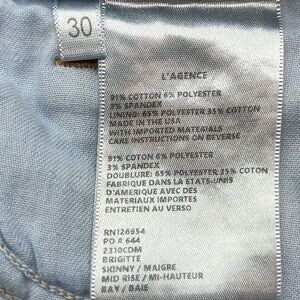 30
L'AGENCE
91% COTTON 6% POLYESTER
3% SPANDEX
LINING: 65% POLYESTER 35% COTTON
MADE IN THE USA
WITH IMPORTED MATERIALS
CARE INSTRUCTIONS ON REVERSE
91% COTON 6% POLYESTER
3% SPANDEX
DOUBLURE: 65% POLYESTER 35% COTON
FABRIQUE DANS LA ETATS-UNIS
D'AMERIQUE AVEC DES
MATERIAUX IMPORTES
ENTRETIEN AU VERSO
RN126654
PO # 644
2310CDM
BRIGITTE
SKINNY / MAIGRE
MID RISE / MI-HAUTEUR
BAY / BAIE